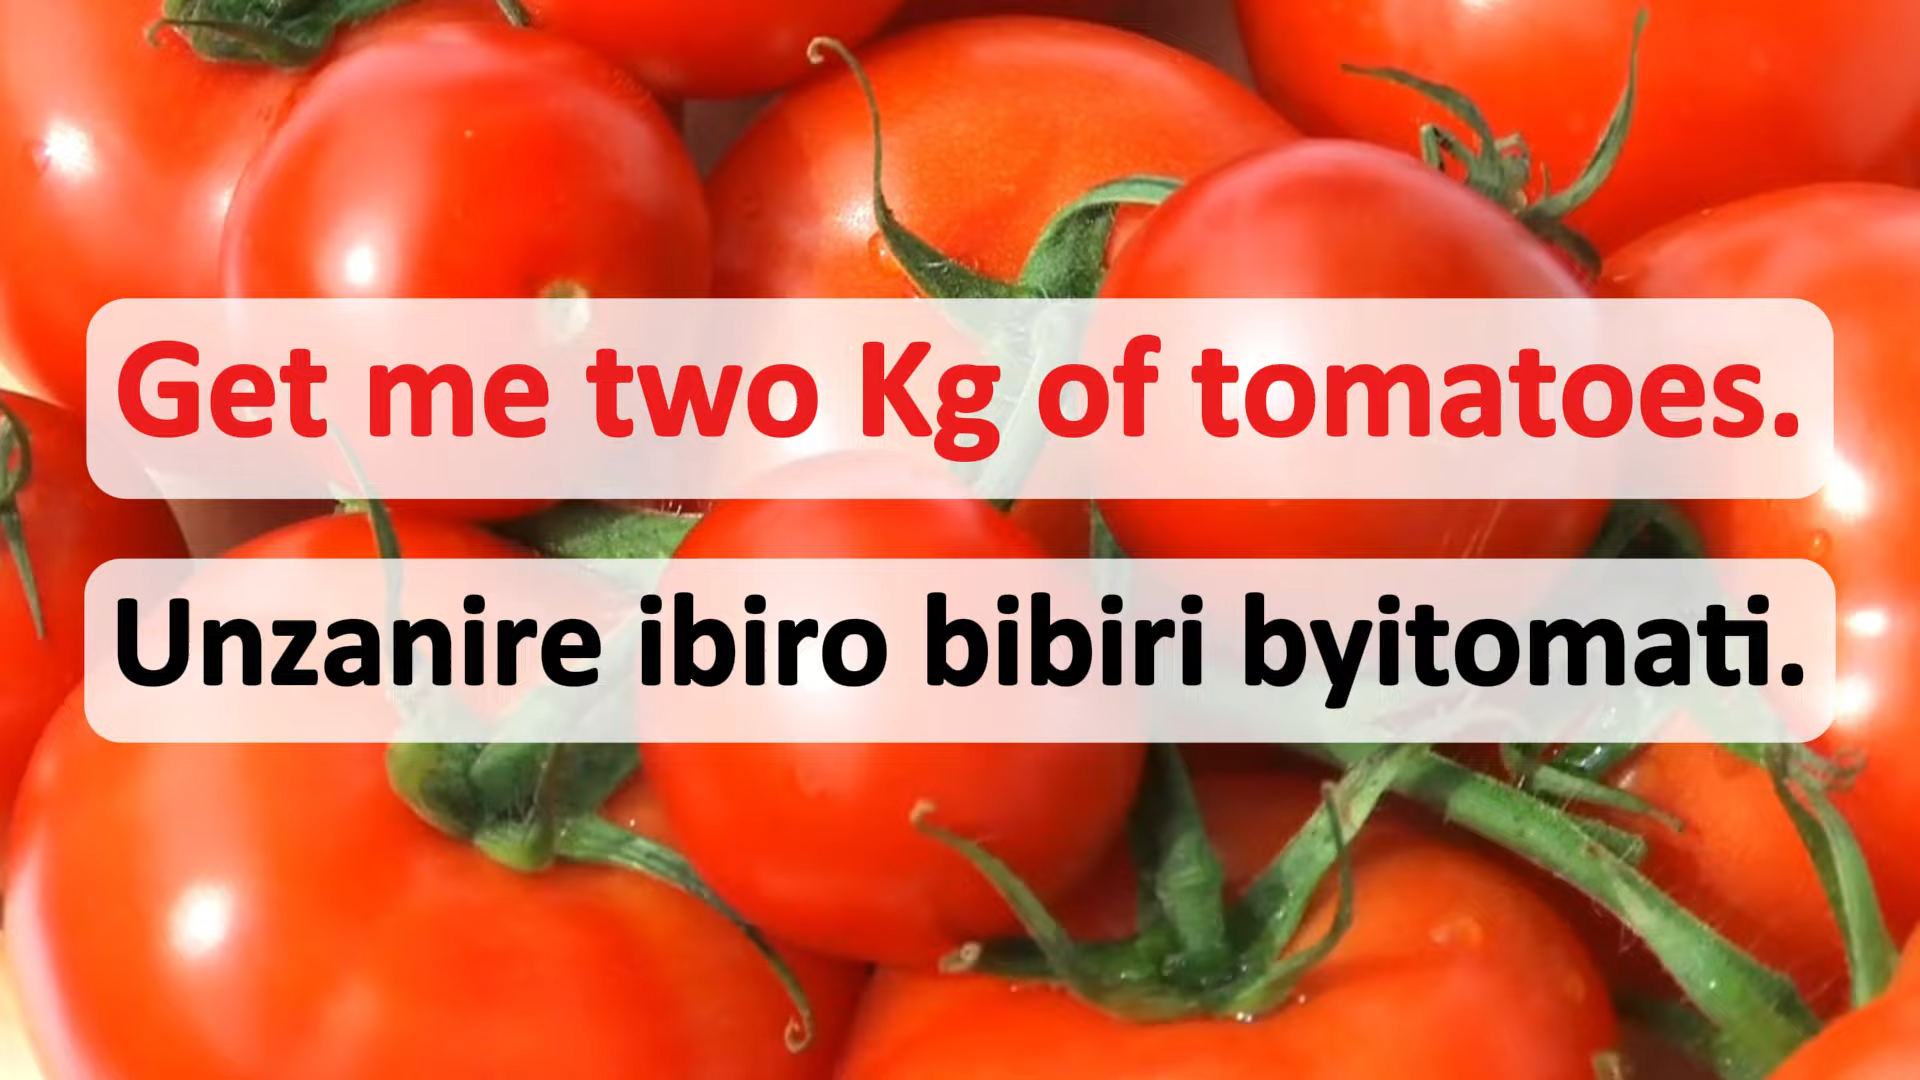 Get me two Kg of tomatoes.
Unzanire ibiro bibiri byitomati.